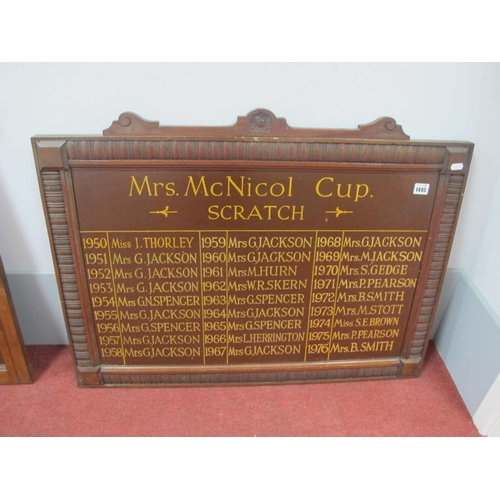 Mrs. McNicol Cup.
SCRATCH
1950 Miss I. THORLEY
1951 Mrs G. JACKSON
1952 Mrs G. JACKSON
1953 Mrs G. JACKSON
1954 Mrs G.N. SPENCER
1955 Mrs G. JACKSON
1956 Mrs G. SPENCER
1957 Mrs G. JACKSON
1958 Mrs G. JACKSON
1959 Mrs G. JACKSON
1960 Mrs G. JACKSON
1961 Mrs M. HURN
1962 Mrs W.R. SKERN
1963 Mrs G. SPENCER
1964 Mrs G. JACKSON
1965 Mrs G. SPENCER
1966 Mrs L. HERRINGTON
1967 Mrs G. JACKSON
1968 Mrs. G. JACKSON
1969 Mrs. M. JACKSON
1970 Mrs. S. GEDGE
1971 Mrs. P. PEARSON
1972 Mrs. B. SMITH
1973 Mrs. M. STOTT
1974 Miss S.E. BROWN
1975 Mrs. P. PEARSON
1976 Mrs. B. SMITH